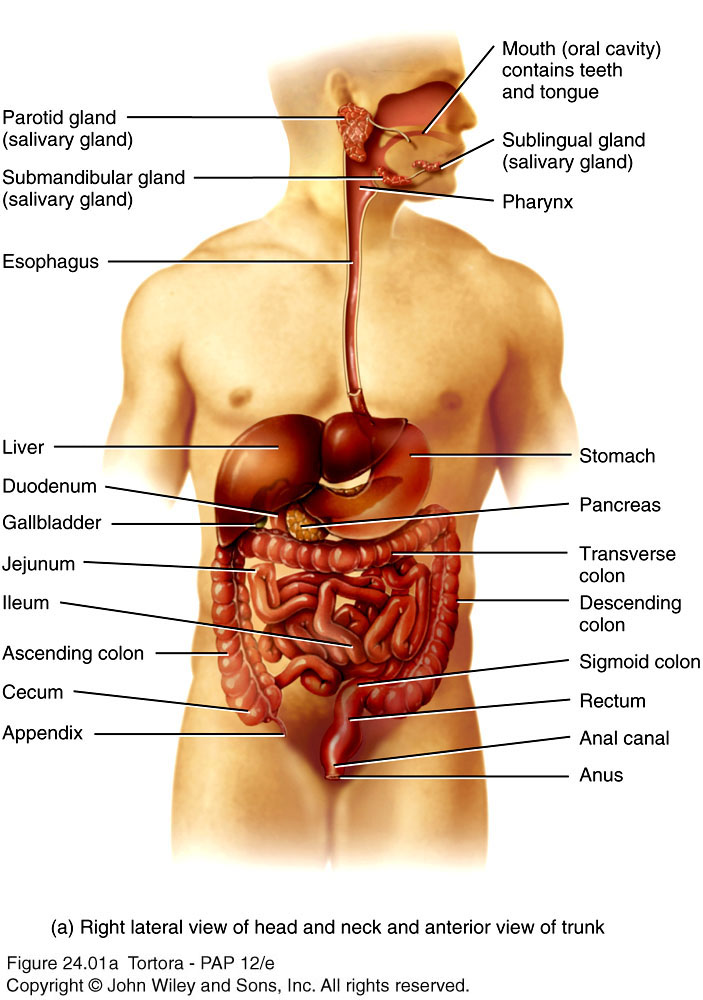 Mouth (oral cavity)
contains teeth
and tongue
Parotid gland
(salivary gland)
Sublingual gland
(salivary gland)
Submandibular gland
(salivary gland)
Pharynx
Esophagus
Liver
Stomach
Duodenum
Pancreas
Gallbladder
Transverse
colon
Jejunum
Ileum
Descending
colon
Ascending colon
Sigmoid colon
Cecum
Rectum
Appendix
Anal canal
Anus
(a) Right lateral view of head and neck and anterior view of trunk
Figure 24.01a Tortora - PAP 12/e
Copyright © John Wiley and Sons, Inc. All rights reserved.